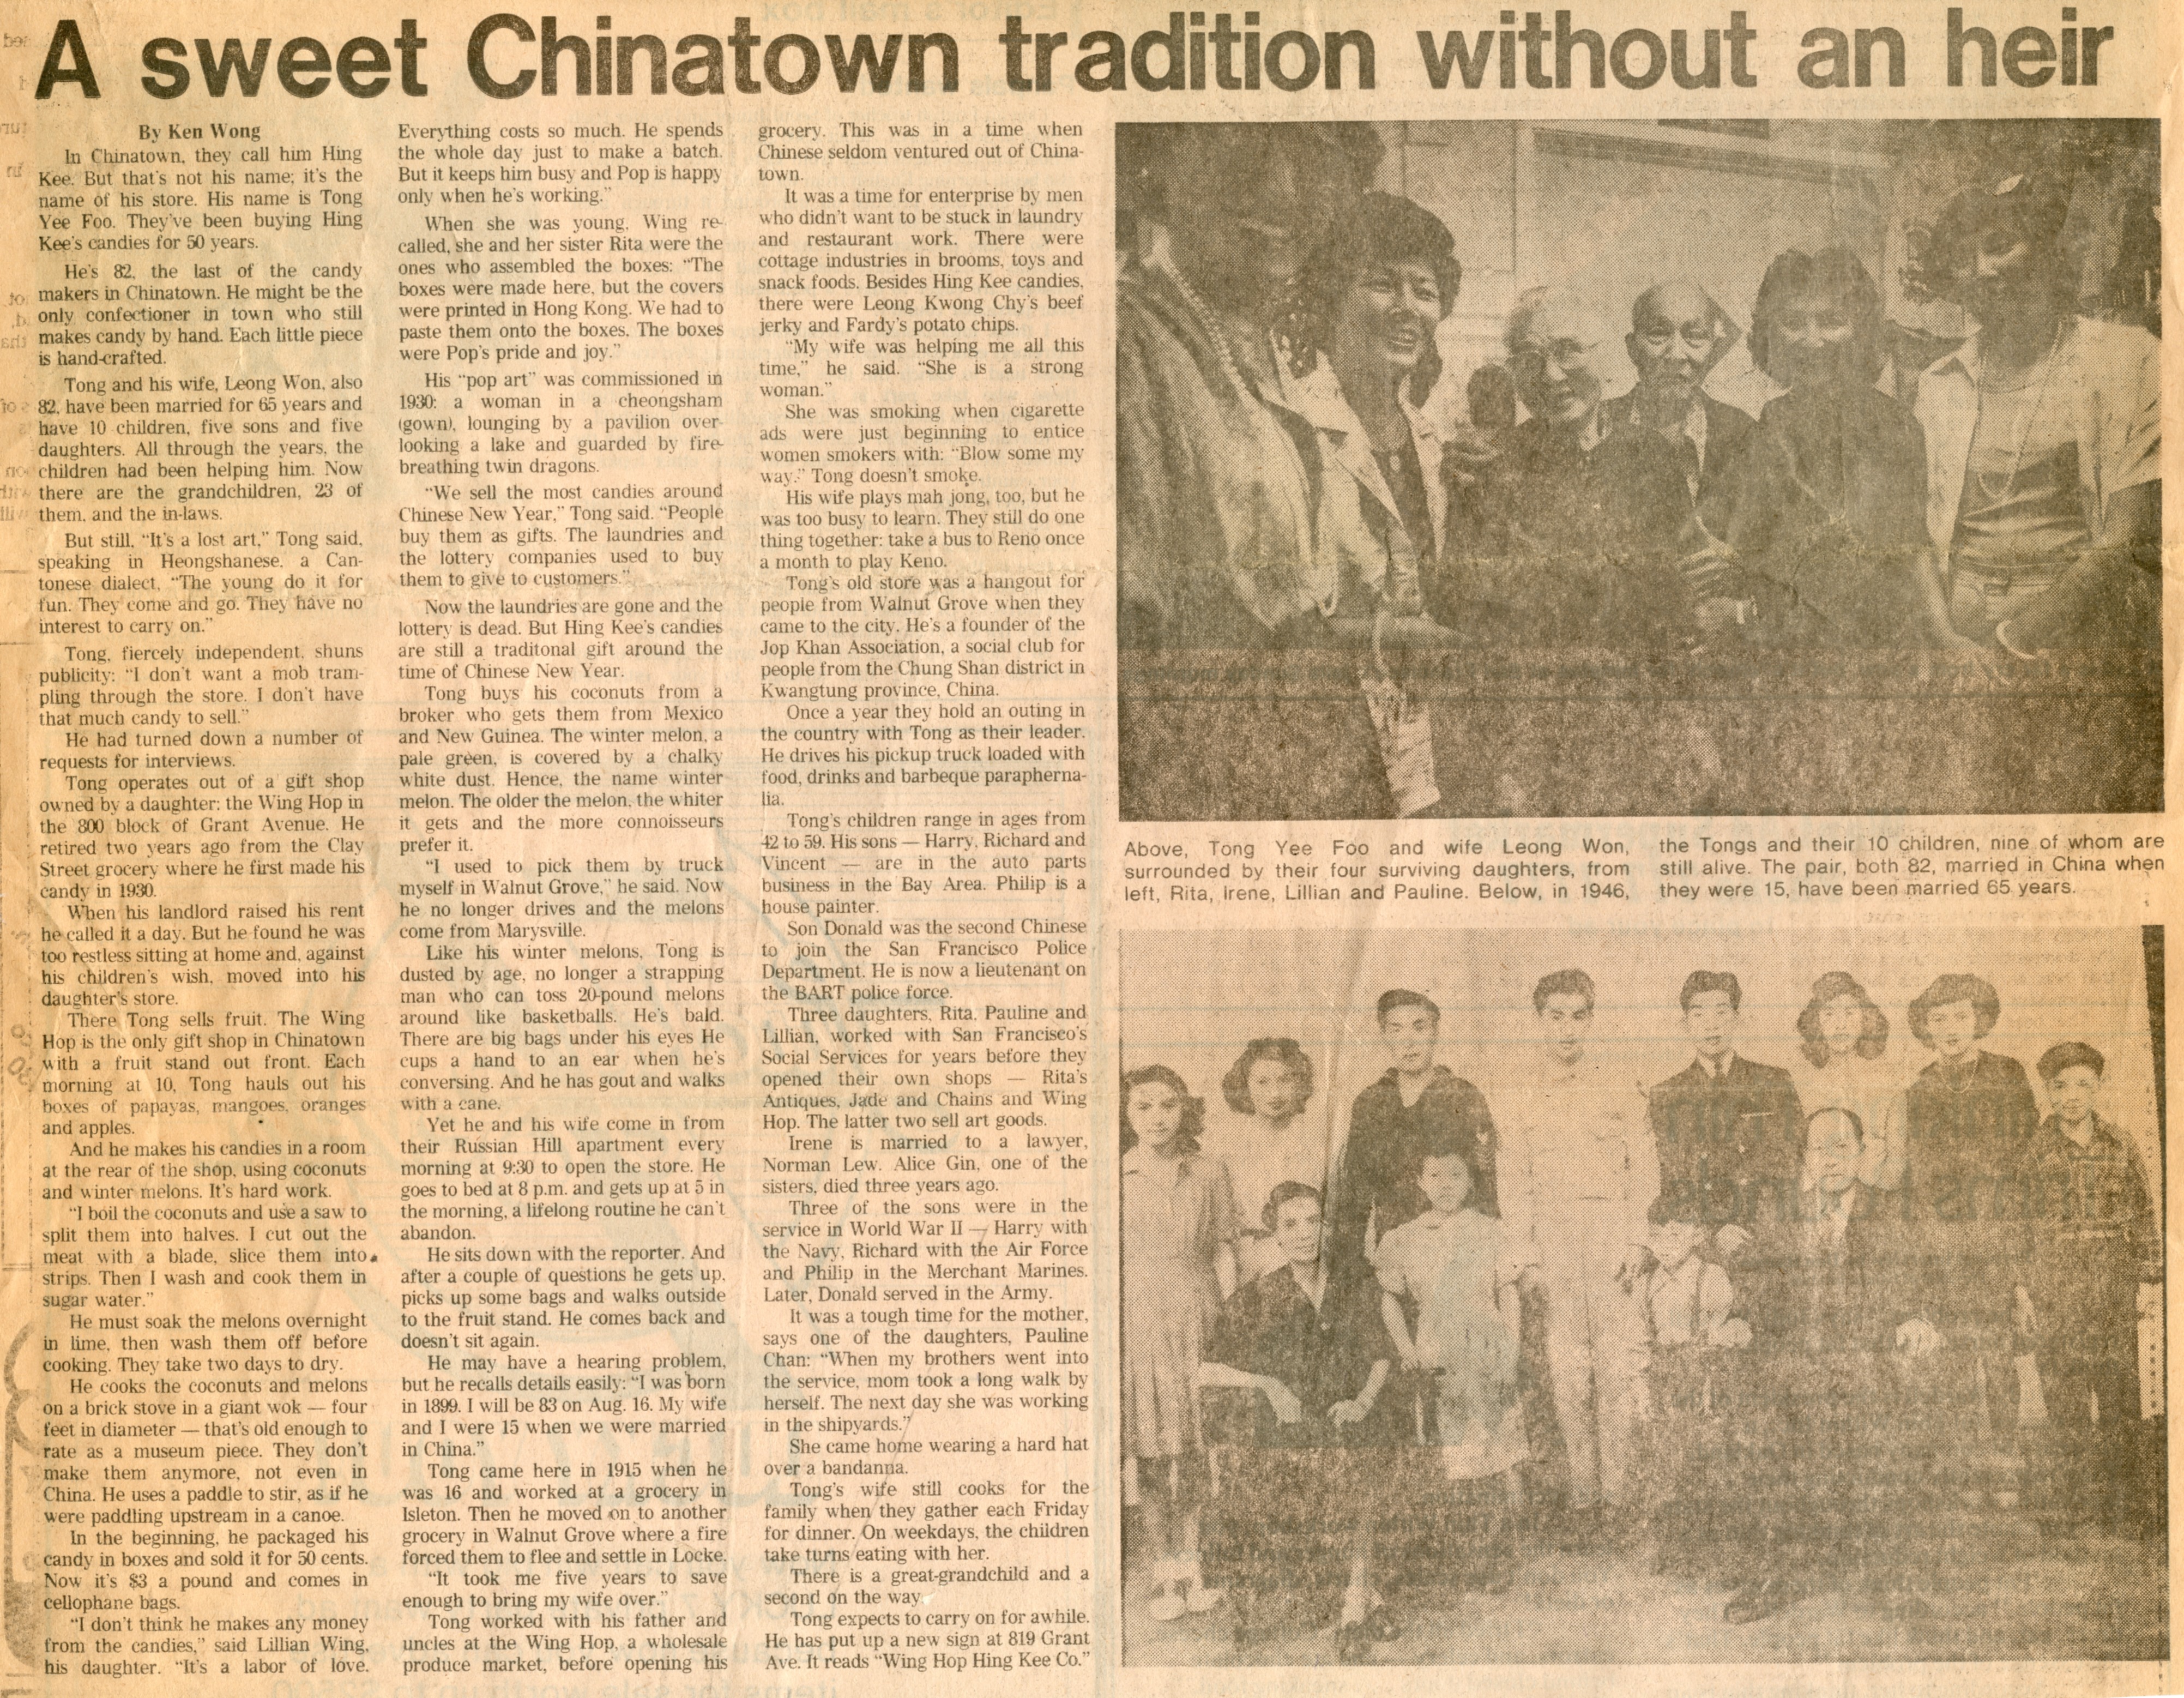 A sweet Chinatown tradition without an heir
By Ken Wong
In Chinatown, they call him Hing
Kee. But that's not his name; it's the
name of his store. His name is Tong
Yee Foo. They've been buying Hing
Kee's candies for 50 years.
He's 82, the last of the candy
makers in Chinatown. He might be the
only confectioner in town who still
makes candy by hand. Each little piece
is hand-crafted.
Tong and his wife, Leong Won, also
82, have been married for 65 years and
have 10 children, five sons and five
daughters. All through the years, the
children had been helping him. Now
there are the grandchildren, 23 of
them, and the in-laws.
But still, "It's a lost art," Tong said,
speaking in Heongshanese, a Can-
tonese dialect, "The young do it for
fun. They come and go. They have no
interest to carry on."
Tong, fiercely independent, shuns
publicity: "I don't want a mob tram-
pling through the store. I don't have
that much candy to sell."
He had turned down a number of
requests for interviews.
Tong operates out of a gift shop
owned by a daughter: the Wing Hop in
the 800 block of Grant Avenue. He
retired two years ago from the Clay
Street grocery where he first made his
candy in 1930.
When his landlord raised his rent
he called it a day. But he found he was
too restless sitting at home and, against
his children's wish, moved into his
daughter's store.
There Tong sells fruit. The Wing
Hop is the only gift shop in Chinatown
with a fruit stand out front. Each
morning at 10, Tong hauls out his
boxes of papayas, mangoes, oranges
and apples.
And he makes his candies in a room
at the rear of the shop, using coconuts
and winter melons. It's hard work.
"I boil the coconuts and use a saw to
split them into halves. I cut out the
meat with a blade, slice them into
strips. Then I wash and cook them in
sugar water."
He must soak the melons overnight
in lime, then wash them off before
cooking. They take two days to dry.
He cooks the coconuts and melons
on a brick stove in a giant wok — four
feet in diameter — that's old enough to
rate as a museum piece. They don't
make them anymore, not even in
China. He uses a paddle to stir, as if he
were paddling upstream in a canoe.
In the beginning, he packaged his
candy in boxes and sold it for 50 cents.
Now it's $3 a pound and comes in
cellophane bags.
"I don't think he makes any money
from the candies," said Lillian Wing,
his daughter. "It's a labor of love.
Everything costs so much. He spends
the whole day just to make a batch.
But it keeps him busy and Pop is happy
only when he's working."
When she was young, Wing re-
called, she and her sister Rita were the
ones who assembled the boxes: "The
boxes were made here, but the covers
were printed in Hong Kong. We had to
paste them onto the boxes. The boxes
were Pop's pride and joy."
His "pop art" was commissioned in
1930: a woman in a cheongsham
(gown), lounging by a pavilion over-
looking a lake and guarded by fire-
breathing twin dragons.
"We sell the most candies around
Chinese New Year," Tong said. "People
buy them as gifts. The laundries and
the lottery companies used to buy
them to give to customers."
Now the laundries are gone and the
lottery is dead. But Hing Kee's candies
are still a traditonal gift around the
time of Chinese New Year.
Tong buys his coconuts from a
broker who gets them from Mexico
and New Guinea. The winter melon, a
pale green, is covered by a chalky
white dust. Hence, the name winter
melon. The older the melon, the whiter
it gets and the more connoisseurs
prefer it.
"I used to pick them by truck
myself in Walnut Grove," he said. Now
he no longer drives and the melons
come from Marysville.
Like his winter melons, Tong is
dusted by age, no longer a strapping
man who can toss 20-pound melons
around like basketballs. He's bald.
There are big bags under his eyes He
cups a hand to an ear when he's
conversing. And he has gout and walks
with a cane.
Yet he and his wife come in from
their Russian Hill apartment every
morning at 9:30 to open the store. He
goes to bed at 8 p.m. and gets up at 5 in
the morning, a lifelong routine he can't
abandon.
He sits down with the reporter. And
after a couple of questions he gets up,
picks up some bags and walks outside
to the fruit stand. He comes back and
doesn't sit again.
He may have a hearing problem,
but he recalls details easily: "I was born
in 1899. I will be 83 on Aug. 16. My wife
and I were 15 when we were married
in China."
Tong came here in 1915 when he
was 16 and worked at a grocery in
Isleton. Then he moved on to another
grocery in Walnut Grove where a fire
forced them to flee and settle in Locke.
"It took me five years to save
enough to bring my wife over."
Tong worked with his father and
uncles at the Wing Hop, a wholesale
produce market, before opening his
grocery. This was in a time when
Chinese seldom ventured out of China-
town.
It was a time for enterprise by men
who didn't want to be stuck in laundry
and restaurant work. There were
cottage industries in brooms, toys and
snack foods. Besides Hing Kee candies,
there were Leong Kwong Chy's beef
jerky and Fardy's potato chips.
"My wife was helping me all this
time," he said. "She is a strong
woman."
She was smoking when cigarette
ads were just beginning to entice
women smokers with: "Blow some my
way." Tong doesn't smoke.
His wife plays mah jong, too, but he
was too busy to learn. They still do one
thing together: take a bus to Reno once
a month to play Keno.
Tong's old store was a hangout for
people from Walnut Grove when they
came to the city. He's a founder of the
Jop Khan Association, a social club for
people from the Chung Shan district in
Kwangtung province, China.
Once a year they hold an outing in
the country with Tong as their leader.
He drives his pickup truck loaded with
food, drinks and barbeque parapherna-
lia.
Tong's children range in ages from
42 to 59. His sons — Harry, Richard and
Vincent — are in the auto parts
business in the Bay Area. Philip is a
house painter.
Son Donald was the second Chinese
to join the San Francisco Police
Department. He is now a lieutenant on
the BART police force.
Three daughters, Rita, Pauline and
Lillian, worked with San Francisco's
Social Services for years before they
opened their own shops — Rita's
Antiques, Jade and Chains and Wing
Hop. The latter two sell art goods.
Irene is married to a lawyer,
Norman Lew. Alice Gin, one of the
sisters, died three years ago.
Three of the sons were in the
service in World War II — Harry with
the Navy, Richard with the Air Force
and Philip in the Merchant Marines.
Later, Donald served in the Army.
It was a tough time for the mother,
says one of the daughters, Pauline
Chan: "When my brothers went into
the service, mom took a long walk by
herself. The next day she was working
in the shipyards."
She came home wearing a hard hat
over a bandanna.
Tong's wife still cooks for the
family when they gather each Friday
for dinner. On weekdays, the children
take turns eating with her.
There is a great-grandchild and a
second on the way.
Tong expects to carry on for awhile.
He has put up a new sign at 819 Grant
Ave. It reads "Wing Hop Hing Kee Co."
Above, Tong Yee Foo and wife Leong Won,
surrounded by their four surviving daughters, from
left, Rita, Irene, Lillian and Pauline. Below, in 1946,
the Tongs and their 10 children, nine of whom are
still alive. The pair, both 82, married in China when
they were 15, have been married 65 years.